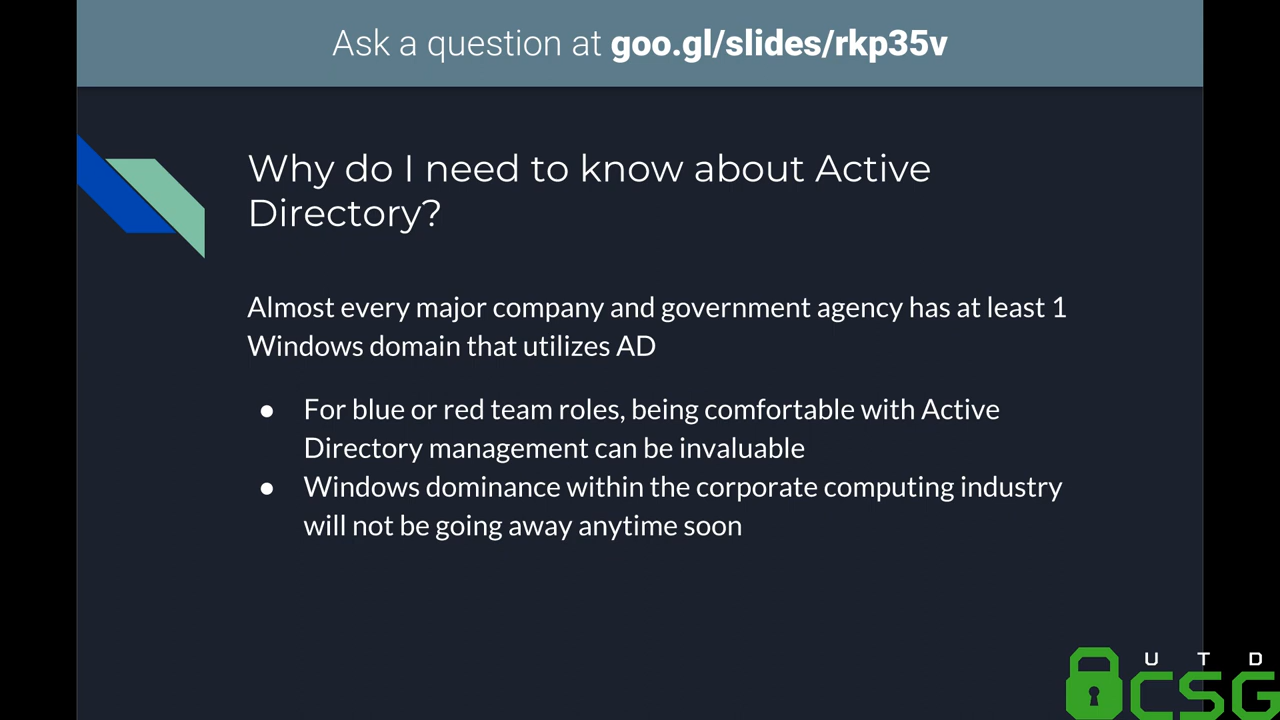 Ask a question at goo.gl/slides/rkp35v
Why do I need to know about Active
Directory?
Almost every major company and government agency has at least 1
Windows domain that utilizes AD
● For blue or red team roles, being comfortable with Active
Directory management can be invaluable
● Windows dominance within the corporate computing industry
will not be going away anytime soon
UTD
CSG